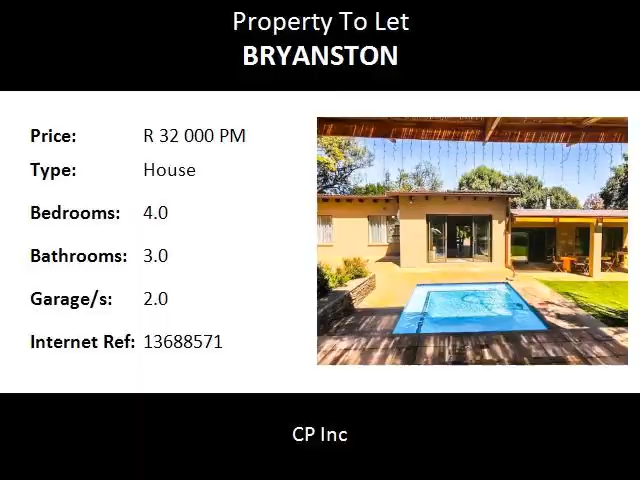 Property To Let
BRYANSTON
Price: R 32 000 PM
Type: House
Bedrooms: 4.0
Bathrooms: 3.0
Garage/s: 2.0
Internet Ref: 13688571
CP Inc